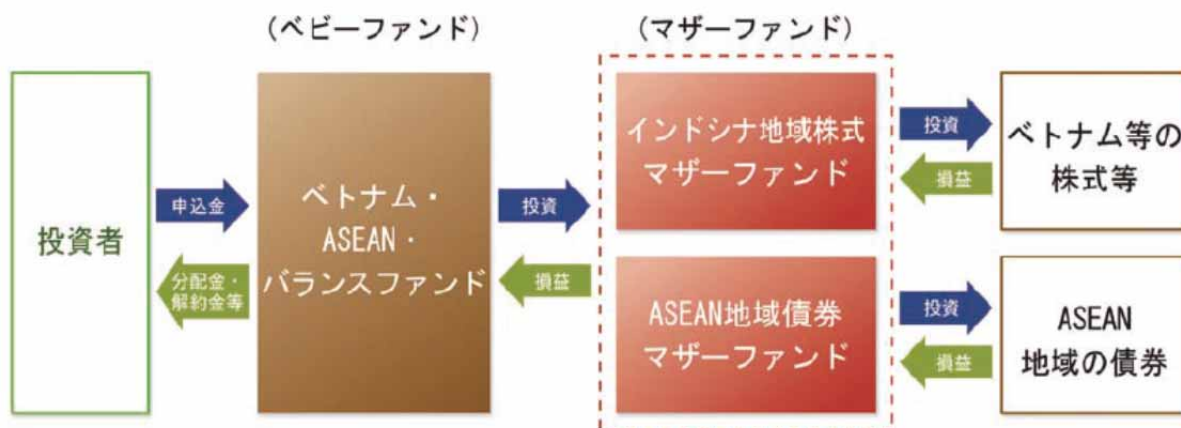 (ベビーファンド)
(マザーファンド)
投資者
申込金
分配金・
解約金等
ベトナム・
ASEAN・
バランスファンド
投資
損益
インドシナ地域株式
マザーファンド
ASEAN地域債券
マザーファンド
投資
損益
ベトナム等の
株式等
投資
損益
ASEAN
地域の債券